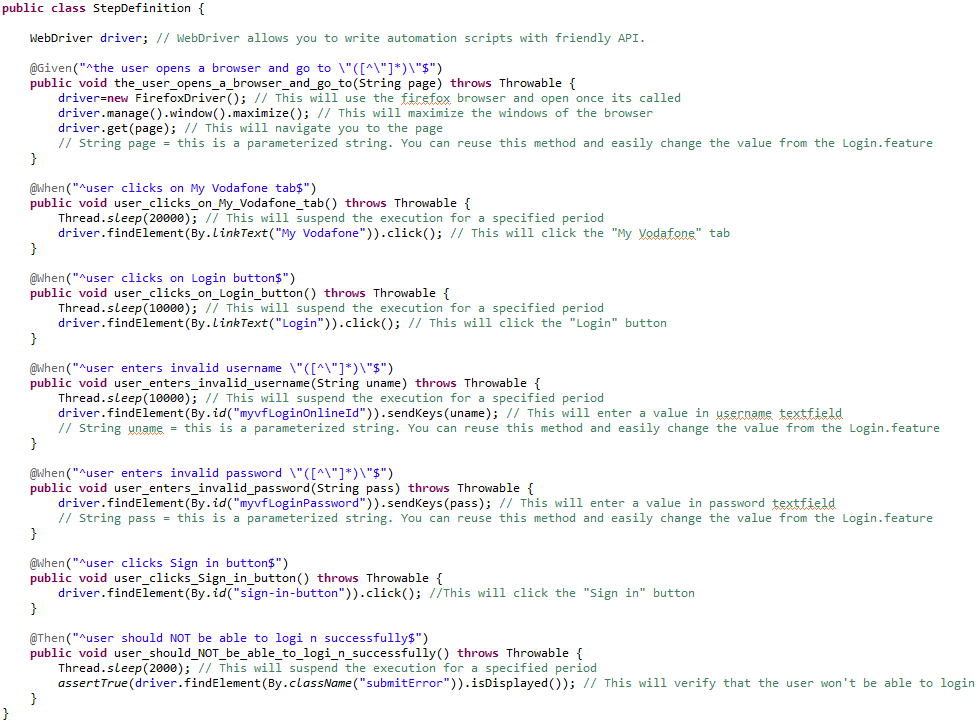 public class StepDefinition {
WebDriver driver; // WebDriver allows you to write automation scripts with friendly API.
@Given("^the user opens a browser and go to \"([^\"]*)\"$")
public void the_user_opens_a_browser_and_go_to(String page) throws Throwable {
driver=new FirefoxDriver(); // This will use the firefox browser and open once its called
driver.manage().window().maximize(); // This will maximize the windows of the browser
driver.get(page); // This will navigate you to the page
// String page = this is a parameterized string. You can reuse this method and easily change the value from the Login.feature
}
@When("^user clicks on My Vodafone tab$")
public void user_clicks_on_My_Vodafone_tab() throws Throwable {
Thread.sleep(20000); // This will suspend the execution for a specified period
driver.findElement(By.linkText("My Vodafone")).click(); // This will click the "My Vodafone" tab
}
@When("^user clicks on Login button$")
public void user_clicks_on_Login_button() throws Throwable {
Thread.sleep(10000); // This will suspend the execution for a specified period
driver.findElement(By.linkText("Login")).click(); // This will click the "Login" button
}
@When("^user enters invalid username \"([^\"]*)\"$")
public void user_enters_invalid_username(String uname) throws Throwable {
Thread.sleep(10000); // This will suspend the execution for a specified period
driver.findElement(By.id("myvfLoginOnlineId")).sendKeys(uname); // This will enter a value in username textfield
// String uname = this is a parameterized string. You can reuse this method and easily change the value from the Login.feature
}
@When("^user enters invalid password \"([^\"]*)\"$")
public void user_enters_invalid_password(String pass) throws Throwable {
driver.findElement(By.id("myvfLoginPassword")).sendKeys(pass); // This will enter a value in password textfield
// String pass = this is a parameterized string. You can reuse this method and easily change the value from the Login.feature
}
@When("^user clicks Sign in button$")
public void user_clicks_Sign_in_button() throws Throwable {
driver.findElement(By.id("sign-in-button")).click(); //This will click the "Sign in" button
}
@Then("^user should NOT be able to logi n successfully$")
public void user_should_NOT_be_able_to_logi_n_successfully() throws Throwable {
Thread.sleep(2000); // This will suspend the execution for a specified period
assertTrue(driver.findElement(By.className("submitError")).isDisplayed()); // This will verify that the user won't be able to login
}
}